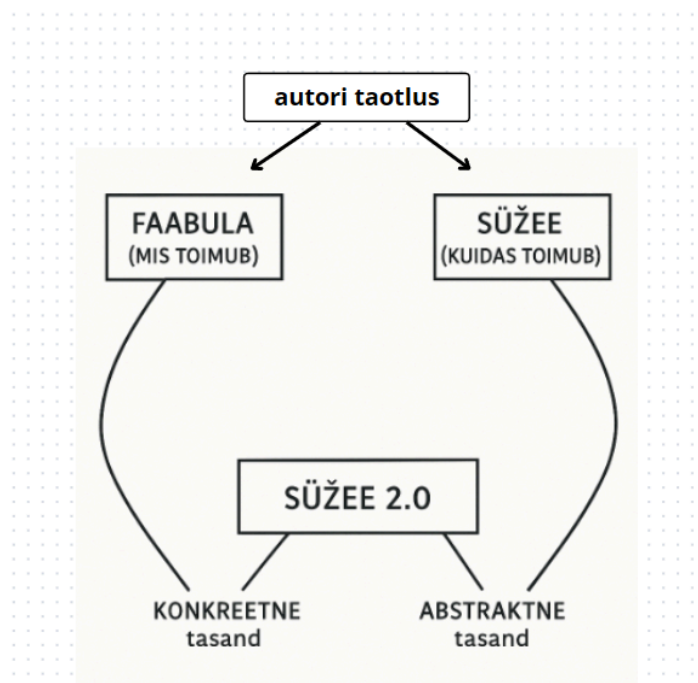 autori taotlus
FAABULA
(MIS TOIMUB)
SÜŽEE
(KUIDAS TOIMUB)
SÜŽEE 2.0
KONKREETNE
tasand
ABSTRAKTNE
tasand